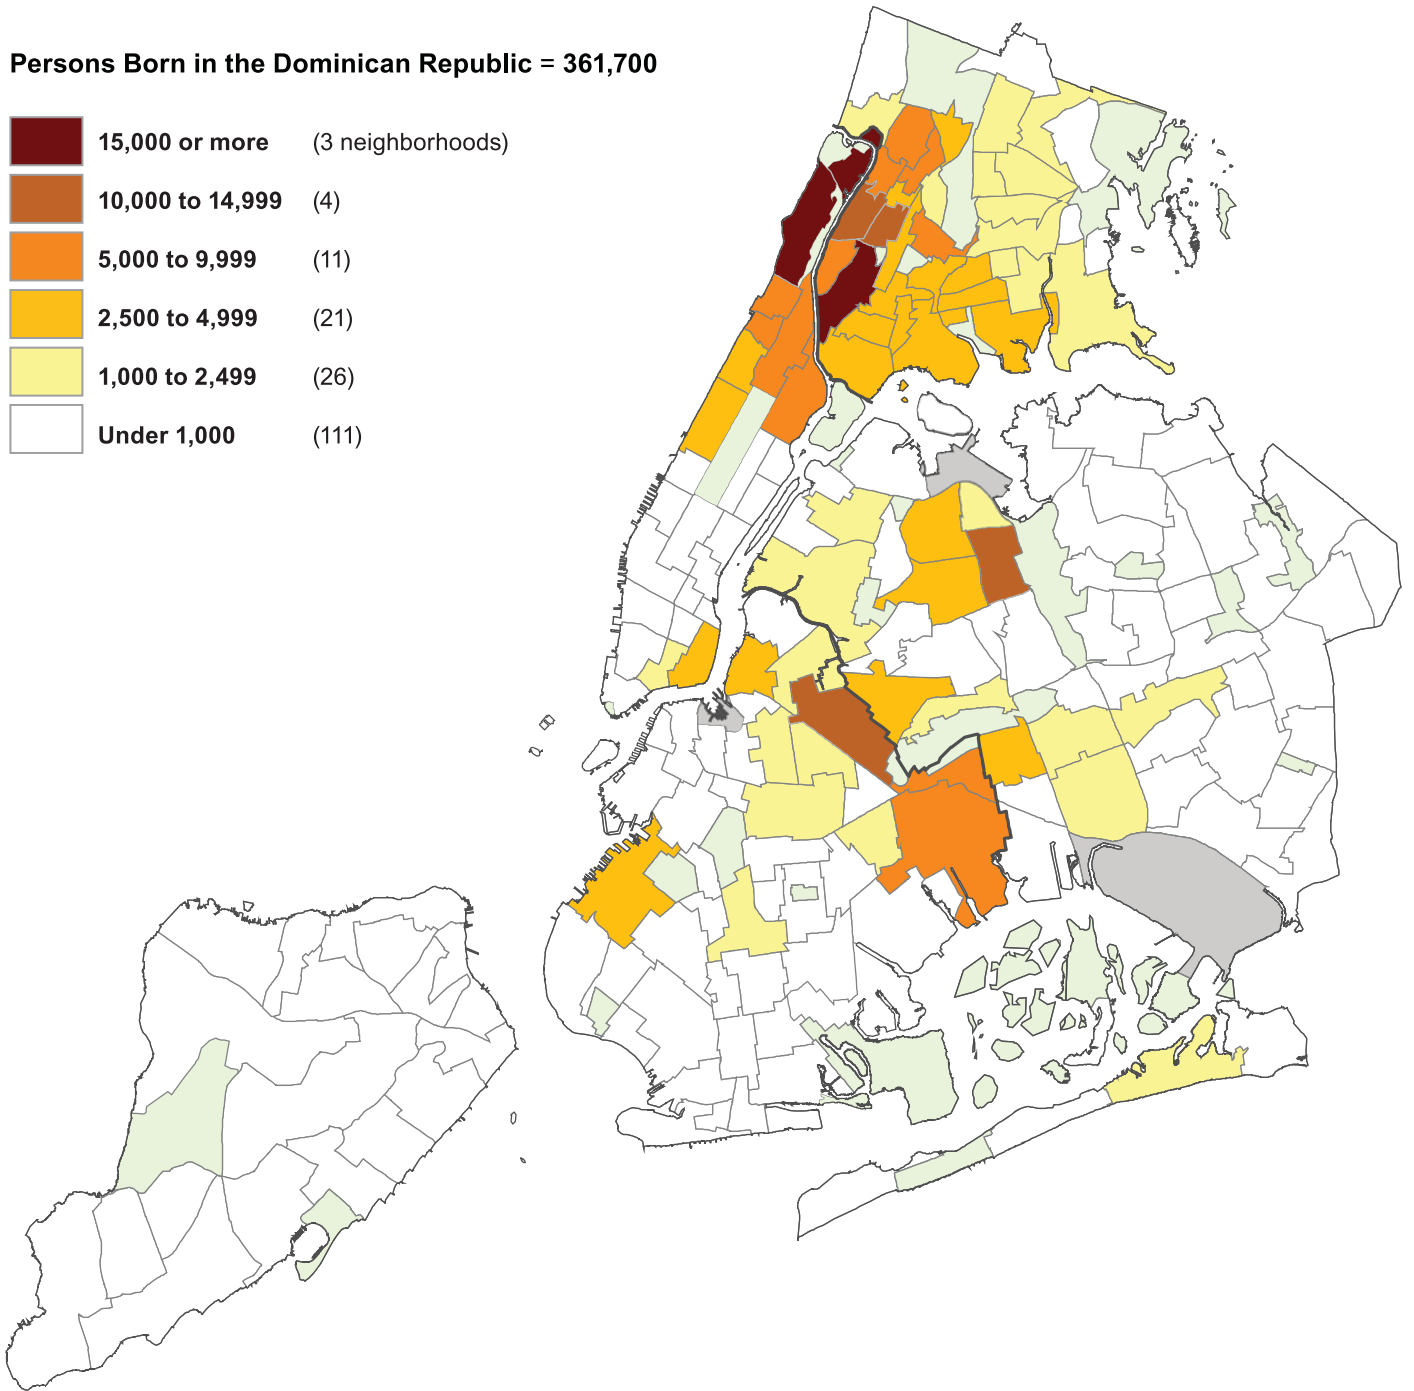 Persons Born in the Dominican Republic = 361,700
15,000 or more (3 neighborhoods)
10,000 to 14,999 (4)
5,000 to 9,999 (11)
2,500 to 4,999 (21)
1,000 to 2,499 (26)
Under 1,000 (111)